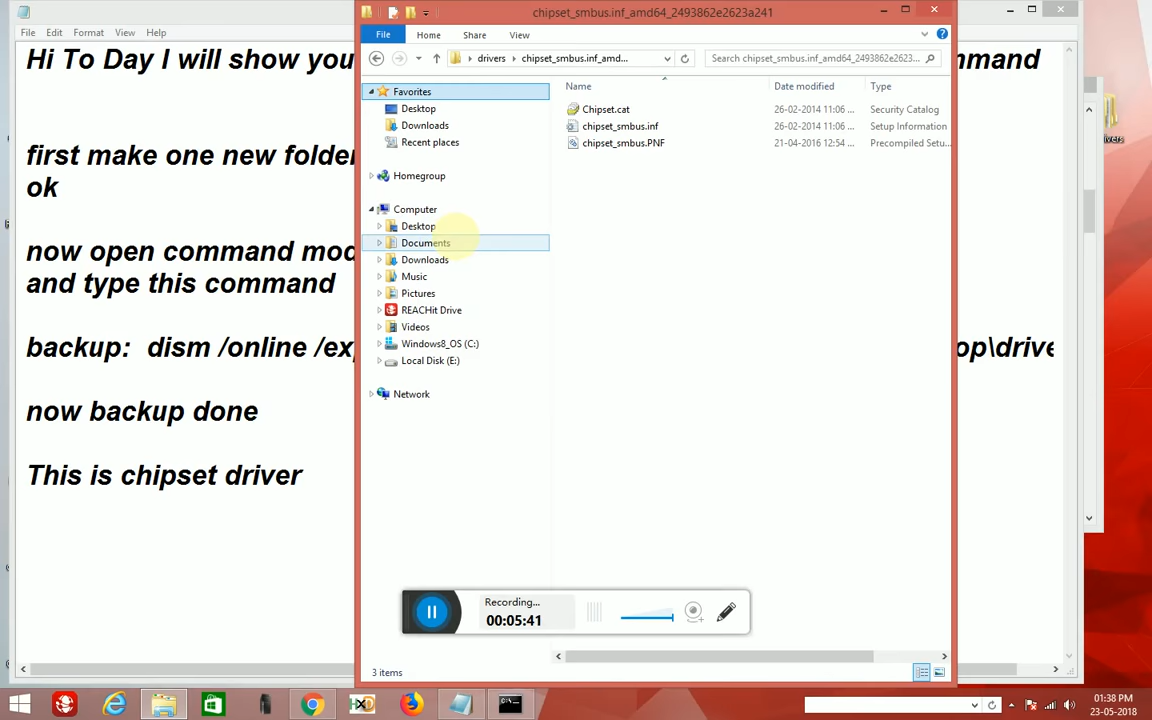 chipset_smbus.inf_amd64_2493862e2623a241
File Edit Format View Help
File Home Share View
drivers chipset_smbus.inf_amd... Search chipset_smbus.inf_amd64_2493862e2623...
Hi To Day I will show you
mmand
first make one new folder
ok
now open command mod
and type this command
backup: dism /online /ex
op\drive
now backup done
This is chipset driver
Favorites
Desktop
Downloads
Recent places
Homegroup
Computer
Desktop
Documents
Downloads
Music
Pictures
REACHit Drive
Videos
Windows8_OS (C:)
Local Disk (E:)
Network
Name Date modified Type
Chipset.cat 26-02-2014 11:06 ... Security Catalog
chipset_smbus.inf 26-02-2014 11:06 ... Setup Information
chipset_smbus.PNF 21-04-2016 12:54 ... Precompiled Setu...
Recording...
00:05:41
3 items
01:38 PM
23-05-2018